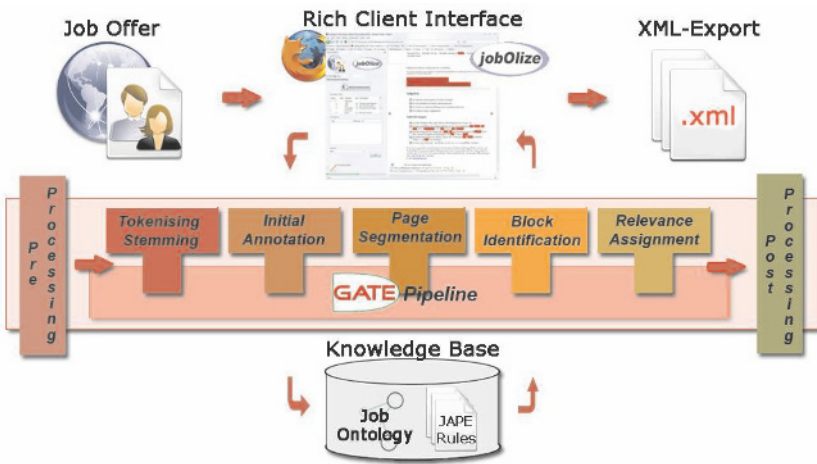 Job Offer
Rich Client Interface
XML-Export
jobOlize
.xml
Pre
Processing
Tokenising
Stemming
Initial
Annotation
Page
Segmentation
Block
Identification
Relevance
Assignment
Post
Processing
GATE Pipeline
Knowledge Base
Job
Ontology
JAPE
Rules